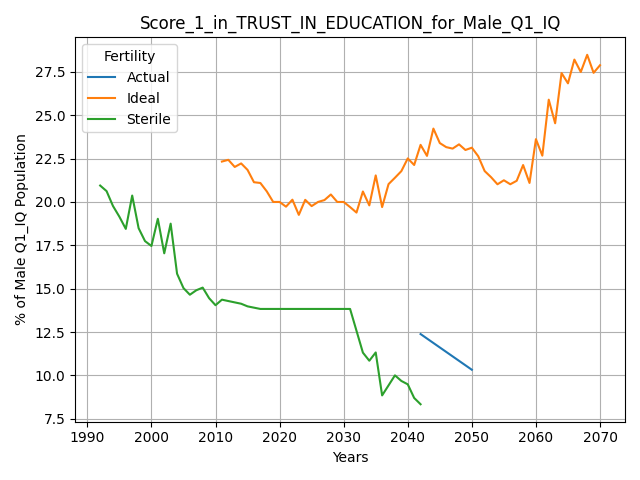 Score_1_in_TRUST_IN_EDUCATION_for_Male_Q1_IQ
Fertility
Actual
Ideal
Sterile
% of Male Q1_IQ Population
27.5
25.0
22.5
20.0
17.5
15.0
12.5
10.0
7.5
1990 2000 2010 2020 2030 2040 2050 2060 2070
Years